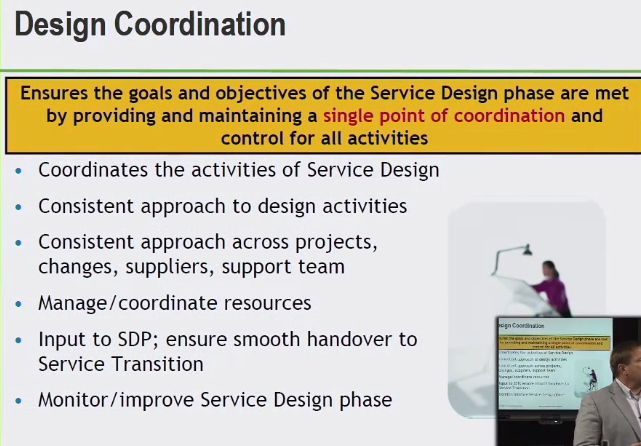 Design Coordination
Ensures the goals and objectives of the Service Design phase are met
by providing and maintaining a single point of coordination and
control for all activities
• Coordinates the activities of Service Design
• Consistent approach to design activities
• Consistent approach across projects,
changes, suppliers, support team
• Manage/coordinate resources
• Input to SDP; ensure smooth handover to
Service Transition
• Monitor/improve Service Design phase
Design Coordination